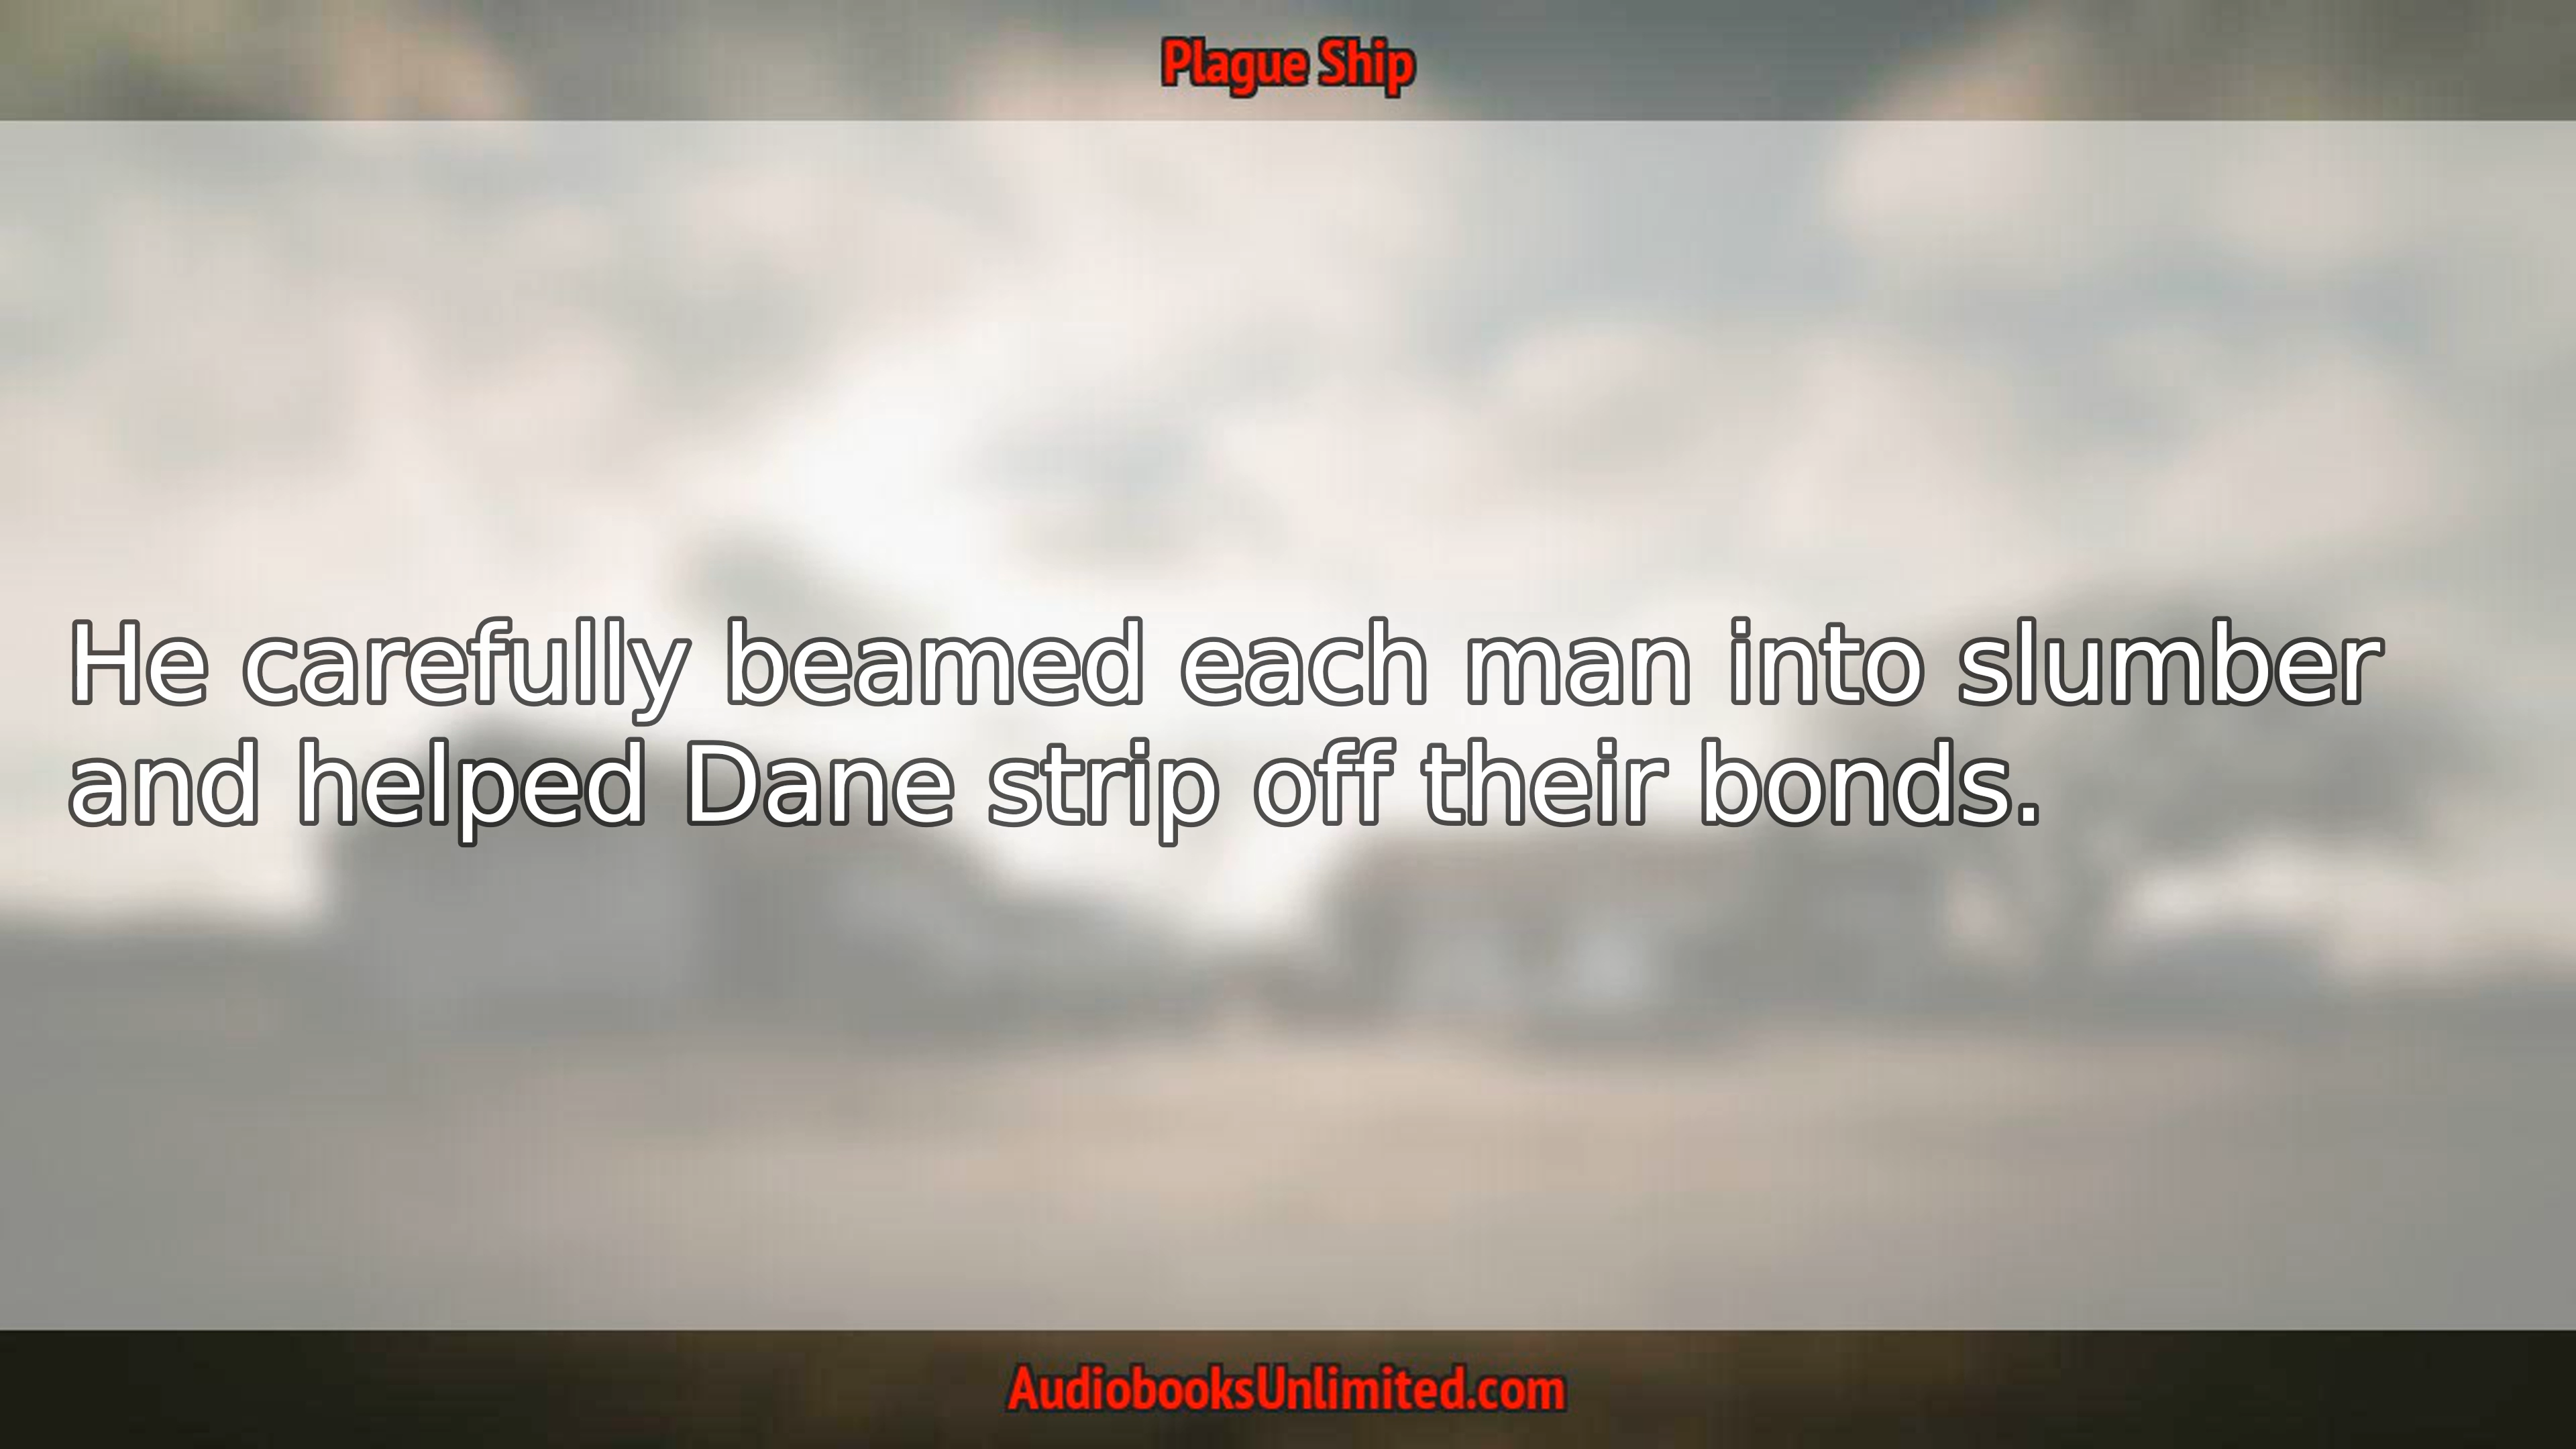 Plague Ship
He carefully beamed each man into slumber
and helped Dane strip off their bonds.
AudiobooksUnlimited.com